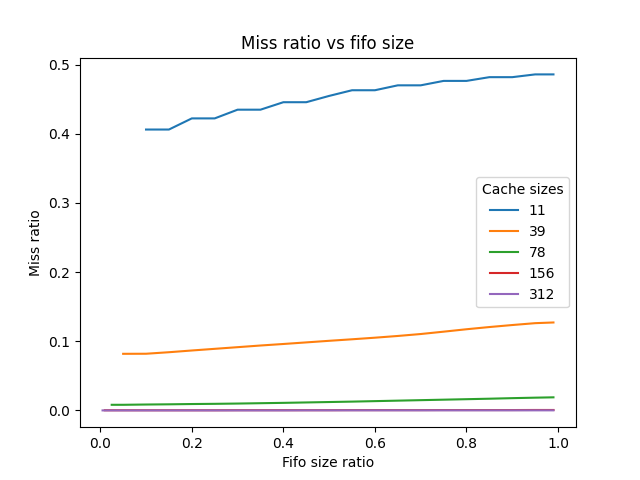 Miss ratio vs fifo size
0.5
0.4
0.3
0.2
0.1
0.0
Miss ratio
Cache sizes
11
39
78
156
312
0.0 0.2 0.4 0.6 0.8 1.0
Fifo size ratio